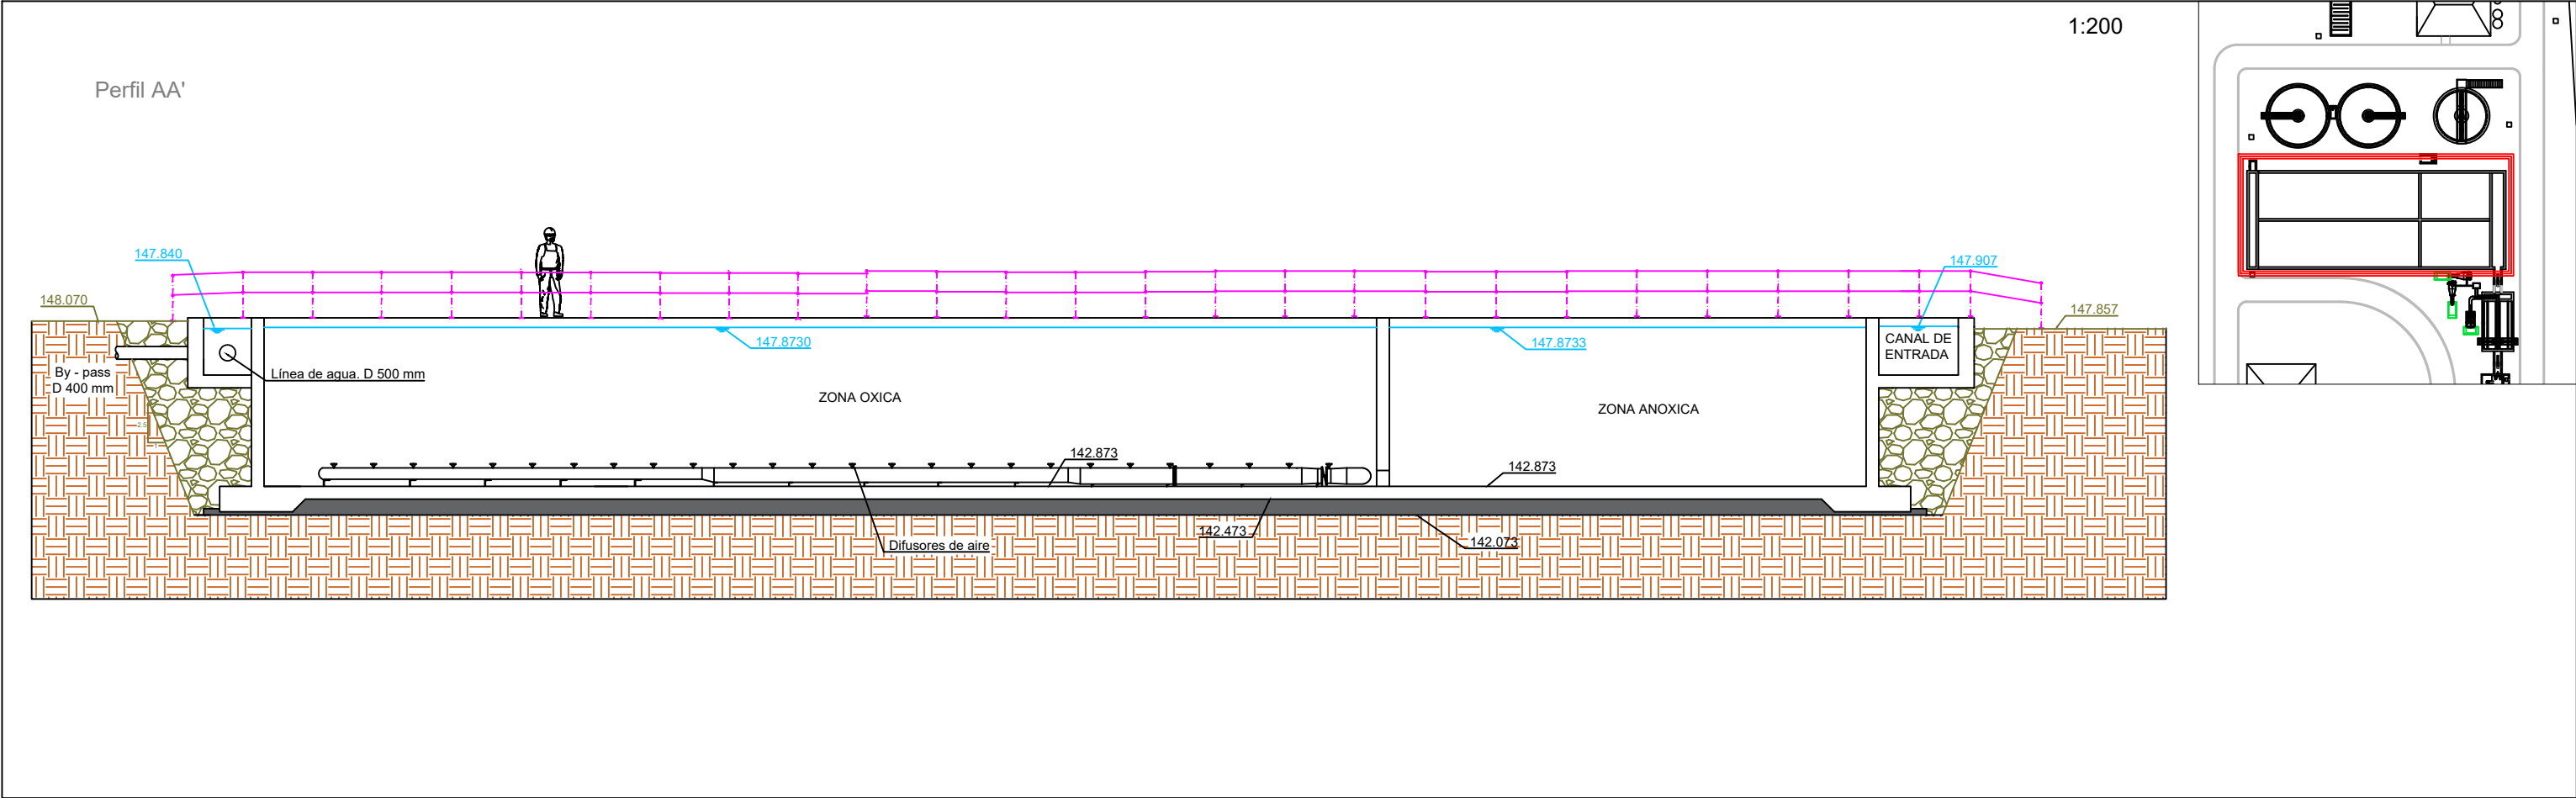 1:200
Perfil AA'
147.840
147.907
148.070
147.857
147.8730
147.8733
CANAL DE
ENTRADA
By - pass
D 400 mm
Línea de agua. D 500 mm
ZONA OXICA
ZONA ANOXICA
2.5
142.873
142.873
142.473
142.073
Difusores de aire